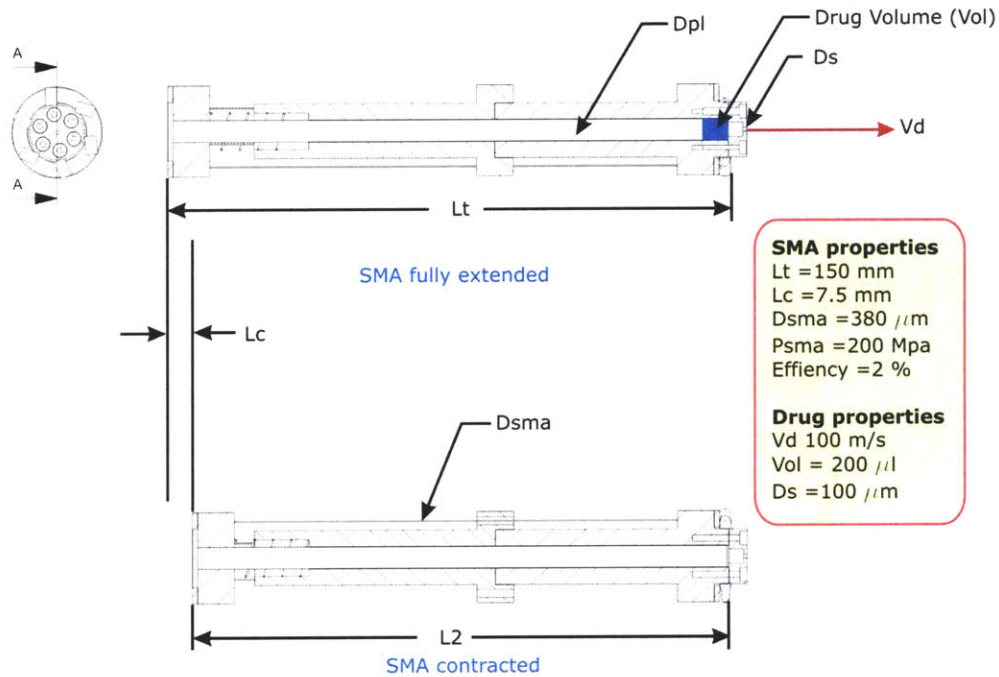 Drug Volume (Vol)
Dpl
Ds
A
Vd
A
Lt
SMA fully extended
SMA properties
Lt =150 mm
Lc =7.5 mm
Dsma =380 μm
Psma =200 Mpa
Effiency =2 %
Drug properties
Vd 100 m/s
Vol = 200 μl
Ds =100 μm
Lc
Dsma
L2
SMA contracted